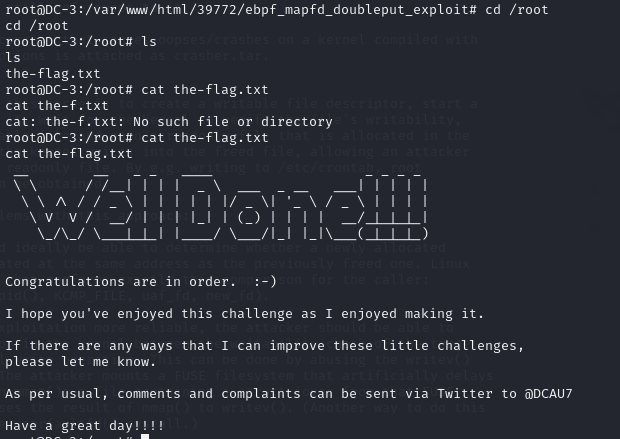 root@DC-3:/var/www/html/39772/ebpf_mapfd_doubleput_exploit# cd /root
cd /root
root@DC-3:/root# ls
ls
the-flag.txt
root@DC-3:/root# cat the-flag.txt
cat the-f.txt
cat: the-f.txt: No such file or directory
root@DC-3:/root# cat the-flag.txt
cat the-flag.txt
Well Done!!!!
Congratulations are in order.  :-)
I hope you've enjoyed this challenge as I enjoyed making it.
If there are any ways that I can improve these little challenges,
please let me know.
As per usual, comments and complaints can be sent via Twitter to @DCAU7
Have a great day!!!!